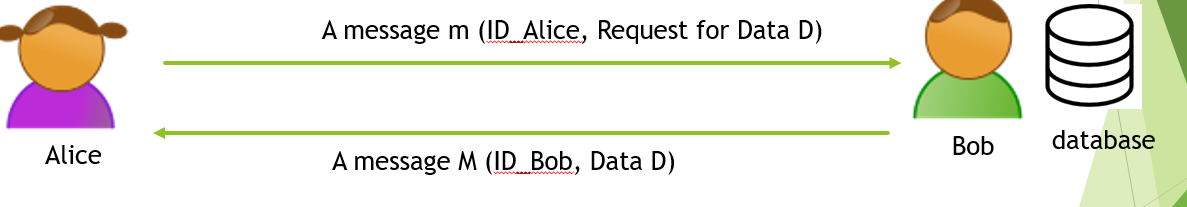 A message m (ID_Alice, Request for Data D)
Alice
A message M (ID_Bob, Data D)
Bob
database